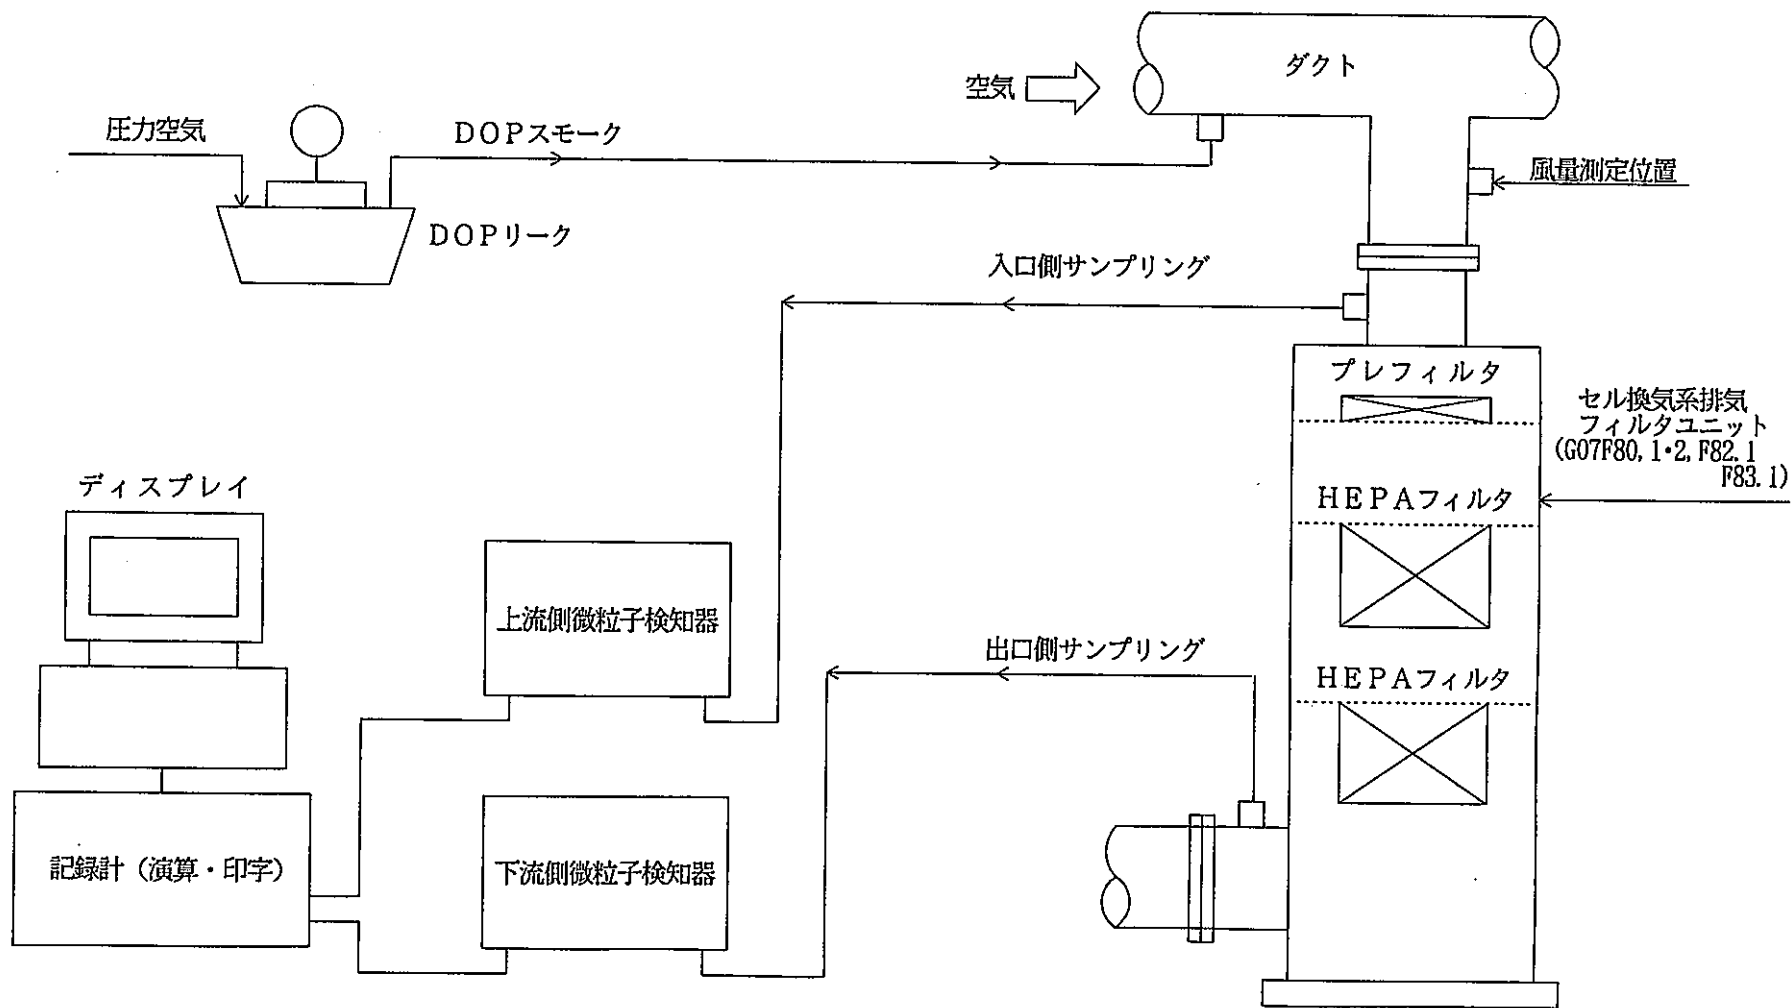 ダクト
空気
圧力空気
DOPスモーク
風量測定位置
DOPリーク
入口側サンプリング
プレフィルタ
セル換気系排気
フィルタユニット
(G07F80,1・2,F82.1
F83.1)
HEPAフィルタ
ディスプレイ
上流側微粒子検知器
出口側サンプリング
HEPAフィルタ
記録計(演算・印字)
下流側微粒子検知器